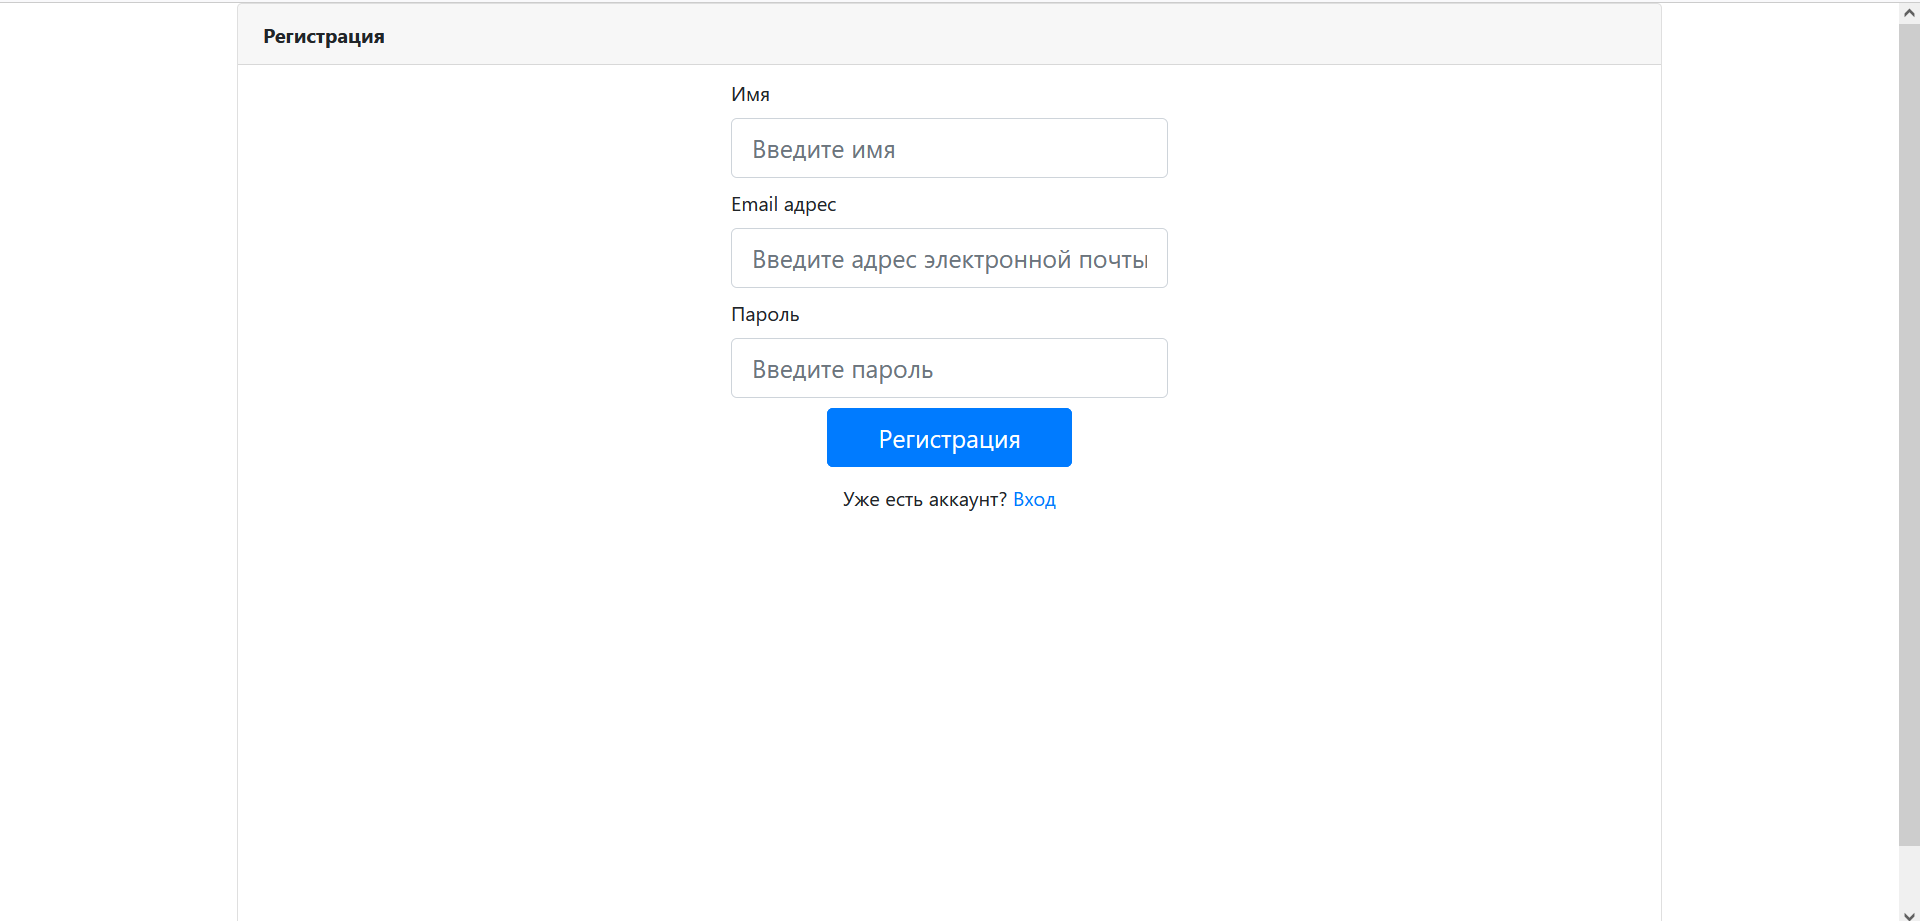 Регистрация
Имя
Введите имя
Email адрес
Введите адрес электронной почты
Пароль
Введите пароль
Регистрация
Уже есть аккаунт? Вход